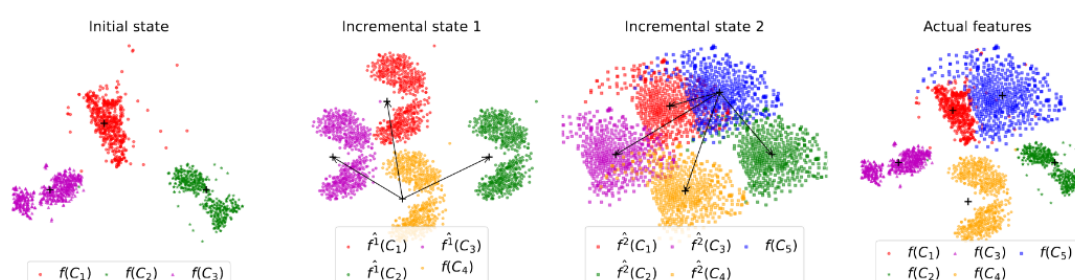 Initial state
Incremental state 1
Incremental state 2
Actual features
f(C₁) f(C₂) f(C₃)
f̂¹(C₁) f̂¹(C₃)
f̂¹(C₂) f(C₄)
f̂²(C₁) f̂²(C₃) f(C₅)
f̂²(C₂) f̂²(C₄)
f(C₁) f(C₃) f(C₅)
f(C₂) f(C₄)